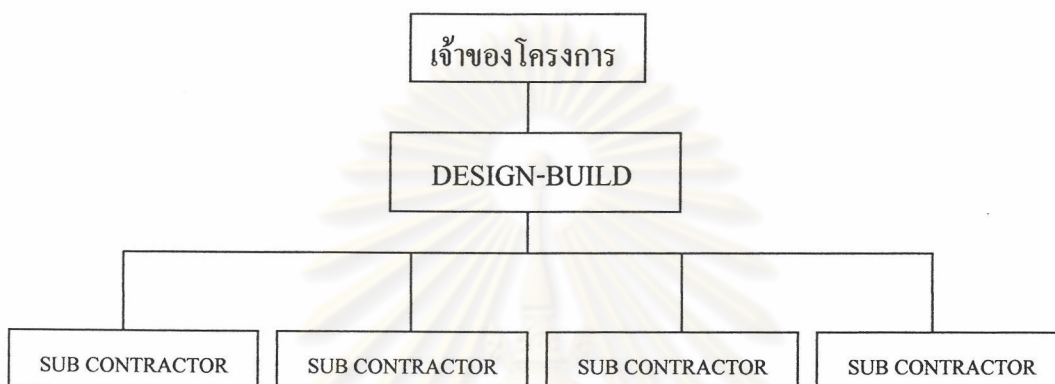 เจ้าของโครงการ
DESIGN-BUILD
SUB CONTRACTOR
SUB CONTRACTOR
SUB CONTRACTOR
SUB CONTRACTOR